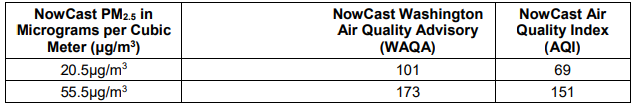 NowCast PM2.5 in
Micrograms per Cubic
Meter (µg/m³)
NowCast Washington
Air Quality Advisory
(WAQA)
NowCast Air
Quality Index
(AQI)
20.5µg/m³ 101 69
55.5µg/m³ 173 151